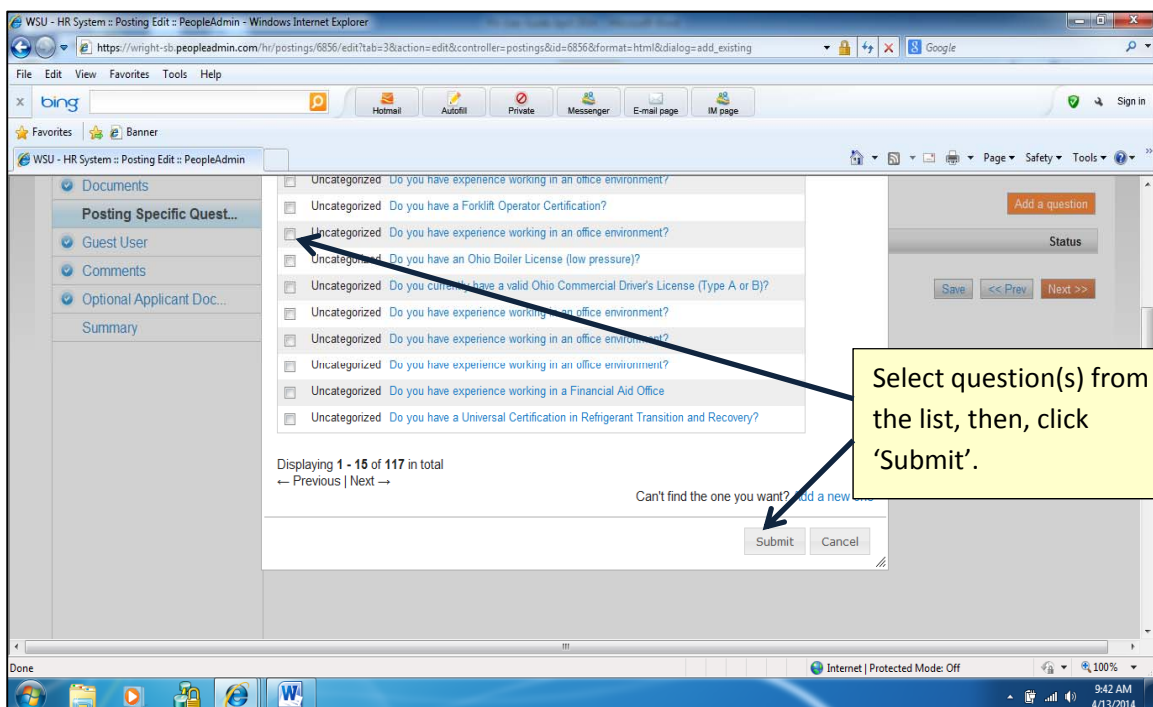 WSU - HR System :: Posting Edit :: PeopleAdmin - Windows Internet Explorer
https://wright-sb.peopleadmin.com/hr/postings/6856/edit?tab=3&action=edit&controller=postings&id=6856&format=html&dialog=add_existing
Google
File Edit View Favorites Tools Help
x bing Hotmail Autofill Private Messenger E-mail page IM page Sign in
Favorites Banner
WSU - HR System :: Posting Edit :: PeopleAdmin Page Safety Tools
Documents
Posting Specific Quest...
Guest User
Comments
Optional Applicant Doc...
Summary
Uncategorized Do you have experience working in an office environment?
Uncategorized Do you have a Forklift Operator Certification?
Uncategorized Do you have experience working in an office environment?
Uncategorized Do you have an Ohio Boiler License (low pressure)?
Uncategorized Do you currently have a valid Ohio Commercial Driver's License (Type A or B)?
Uncategorized Do you have experience working in an office environment?
Uncategorized Do you have experience working in an office environment?
Uncategorized Do you have experience working in an office environment?
Uncategorized Do you have experience working in a Financial Aid Office
Uncategorized Do you have a Universal Certification in Refrigerant Transition and Recovery?
Displaying 1 - 15 of 117 in total
← Previous | Next →
Can't find the one you want? Add a new one
Submit Cancel
Add a question
Status
Save << Prev Next >>
Select question(s) from
the list, then, click
‘Submit’.
Done Internet | Protected Mode: Off 100%
9:42 AM
4/13/2014